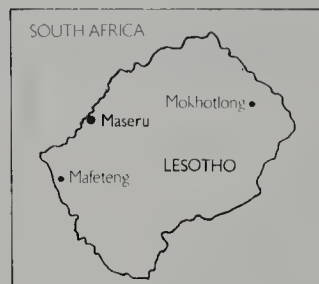 SOUTH AFRICA
Mokhotlong
Maseru
LESOTHO
Mafeteng